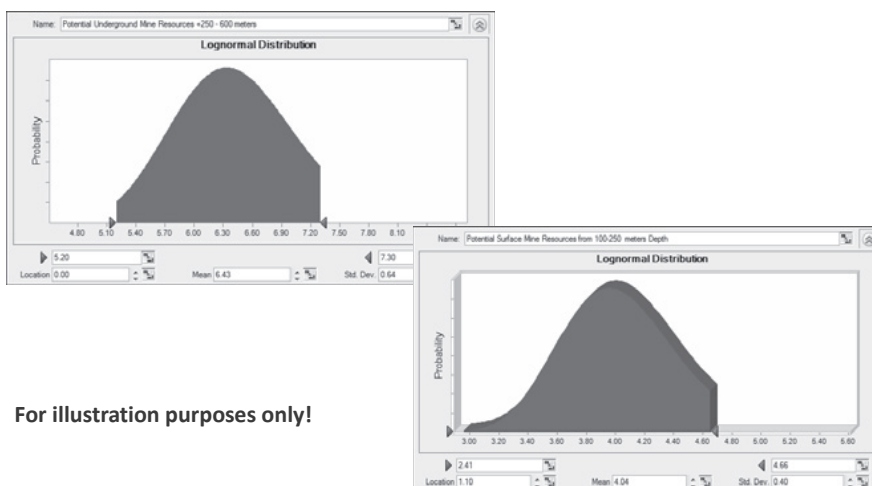 Name: Potential Underground Mine Resources +250 - 600 meters
Lognormal Distribution
Probability
4.80 5.10 5.40 5.70 6.00 6.30 6.60 6.90 7.20 7.50 7.80 8.10
5.20 7.30
Location 0.00 Mean 6.43 Std. Dev. 0.64
Name: Potential Surface Mine Resources from 100-250 meters Depth
Lognormal Distribution
Probability
3.00 3.20 3.40 3.60 3.80 4.00 4.20 4.40 4.60 4.80 5.00 5.20 5.40 5.60
2.41 4.66
Location 1.10 Mean 4.04 Std. Dev. 0.40
For illustration purposes only!